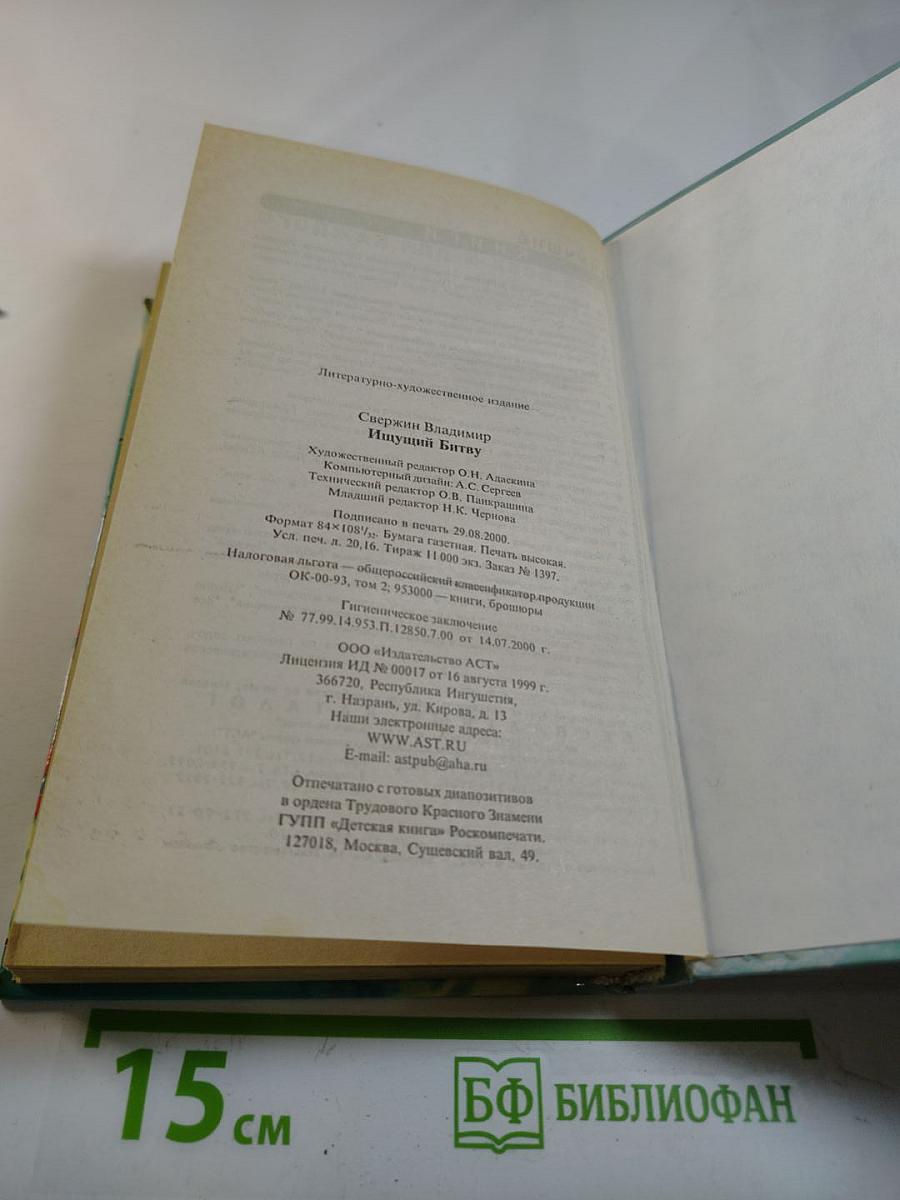 Литературно-художественное издание
Свержин Владимир
Ищущий Битву
Художественный редактор О.Н. Адаскина
Компьютерный дизайн: А.С. Сергеев
Технический редактор О.В. Панкрашина
Младший редактор Н.К. Чернова
Подписано в печать 29.08.2000.
Формат 84×108¹/₃₂. Бумага газетная. Печать высокая.
Усл. печ. л. 20,16. Тираж 11 000 экз. Заказ № 1397.
Налоговая льгота — общероссийский классификатор продукции
ОК-00-93, том 2; 953000 — книги, брошюры
Гигиеническое заключение
№ 77.99.14.953.П.12850.7.00 от 14.07.2000 г.
ООО «Издательство АСТ»
Лицензия ИД № 00017 от 16 августа 1999 г.
366720, Республика Ингушетия,
г. Назрань, ул. Кирова, д. 13
Наши электронные адреса:
WWW.AST.RU
E-mail: astpub@aha.ru
Отпечатано с готовых диапозитивов
в ордена Трудового Красного Знамени
ГУПП «Детская книга» Роскомпечати.
127018, Москва, Сущевский вал, 49.
15 см
БФ БИБЛИОФАН